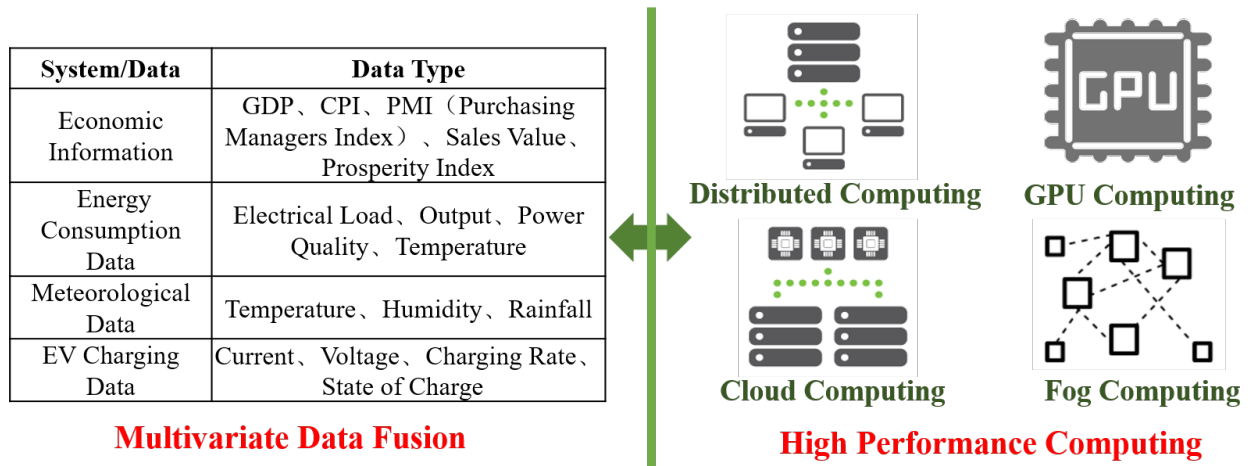 System/Data
Data Type
Economic
Information
GDP、CPI、PMI（Purchasing
Managers Index）、Sales Value、
Prosperity Index
Energy
Consumption
Data
Electrical Load、Output、Power
Quality、Temperature
Meteorological
Data
Temperature、Humidity、Rainfall
EV Charging
Data
Current、Voltage、Charging Rate、
State of Charge
Multivariate Data Fusion
Distributed Computing
GPU
GPU Computing
Cloud Computing
Fog Computing
High Performance Computing